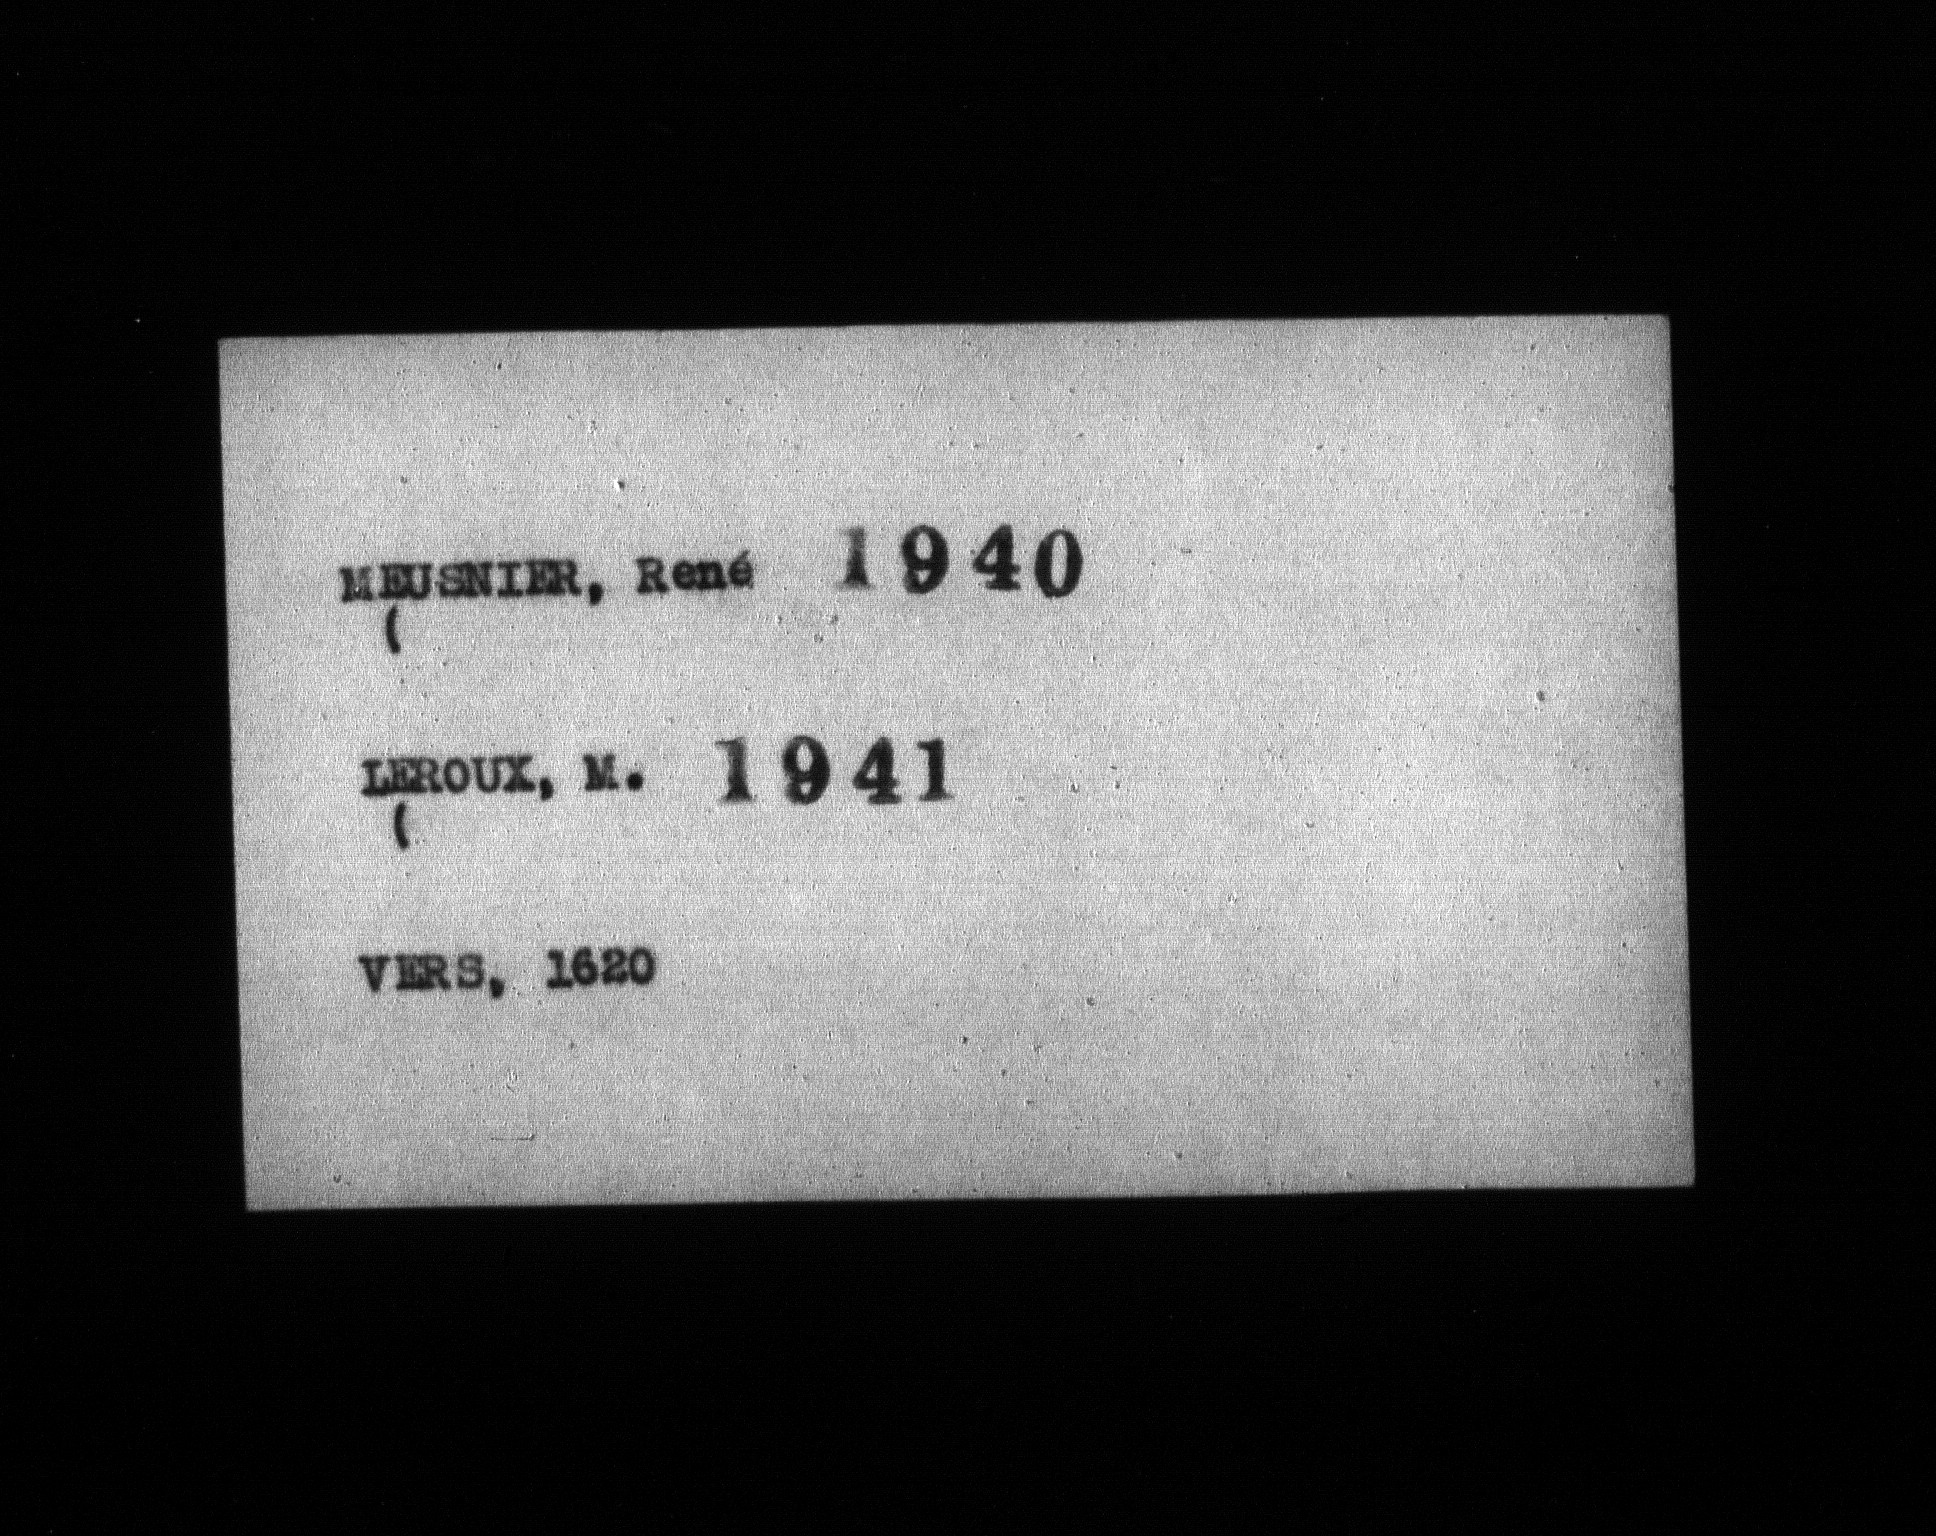 MEUSNIER, René 1940
(
LEROUX, M. 1941
(
VERS, 1620